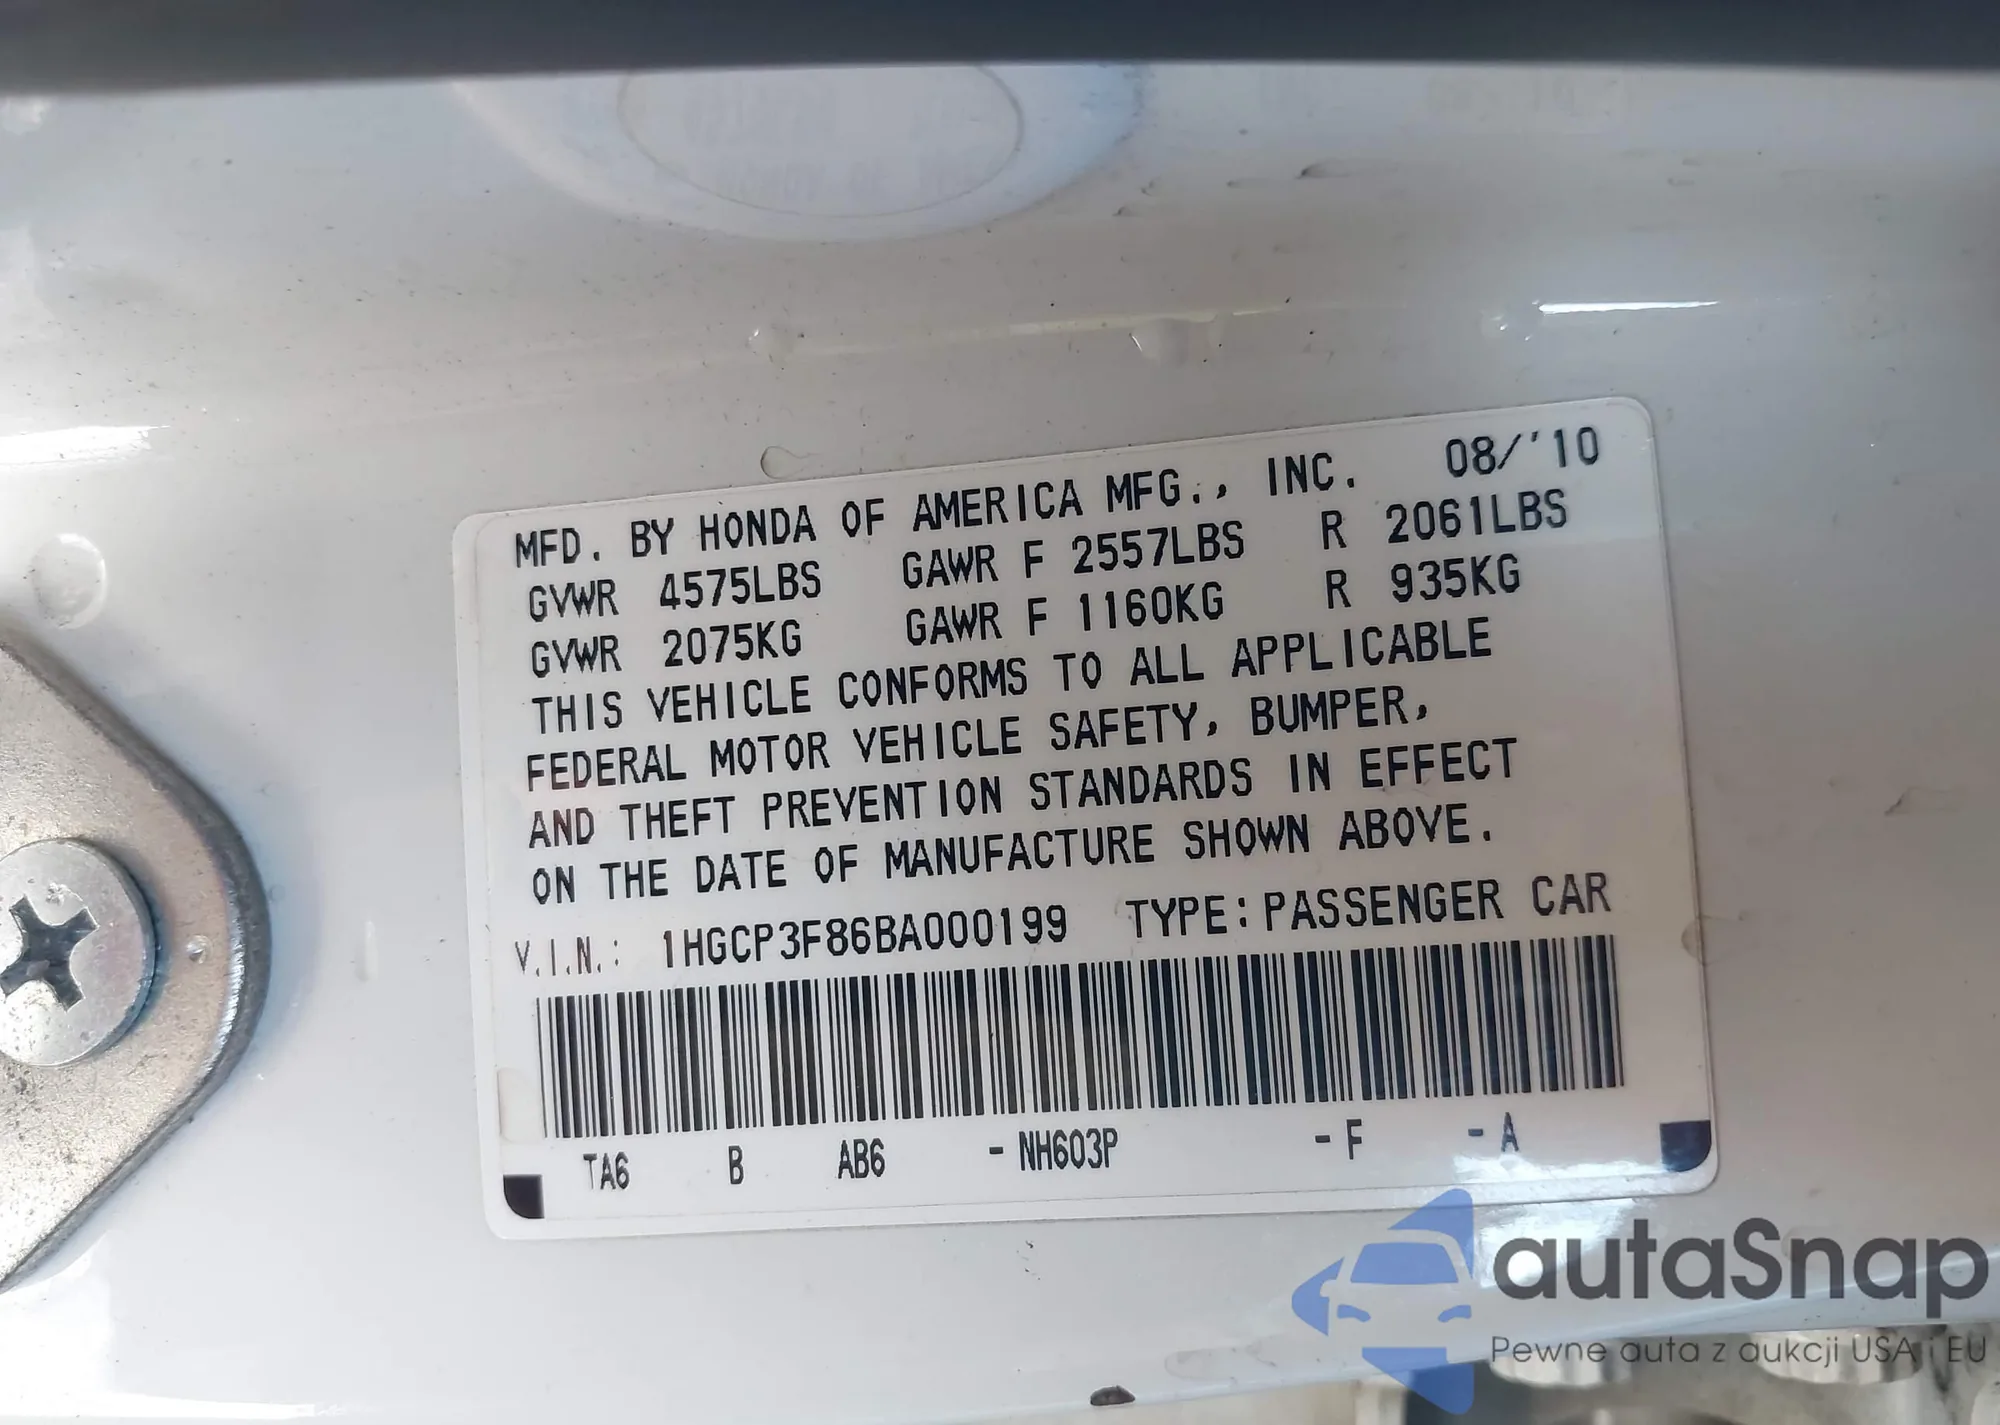 MFD. BY HONDA OF AMERICA MFG., INC. 08/'10
GVWR 4575LBS GAWR F 2557LBS R 2061LBS
GVWR 2075KG GAWR F 1160KG R 935KG
THIS VEHICLE CONFORMS TO ALL APPLICABLE
FEDERAL MOTOR VEHICLE SAFETY, BUMPER,
AND THEFT PREVENTION STANDARDS IN EFFECT
ON THE DATE OF MANUFACTURE SHOWN ABOVE.
V.I.N.: 1HGCP3F86BA000199 TYPE:PASSENGER CAR
TA6 B AB6 -NH603P -F -A
autaSnap
Pewne auta z aukcji USA i EU